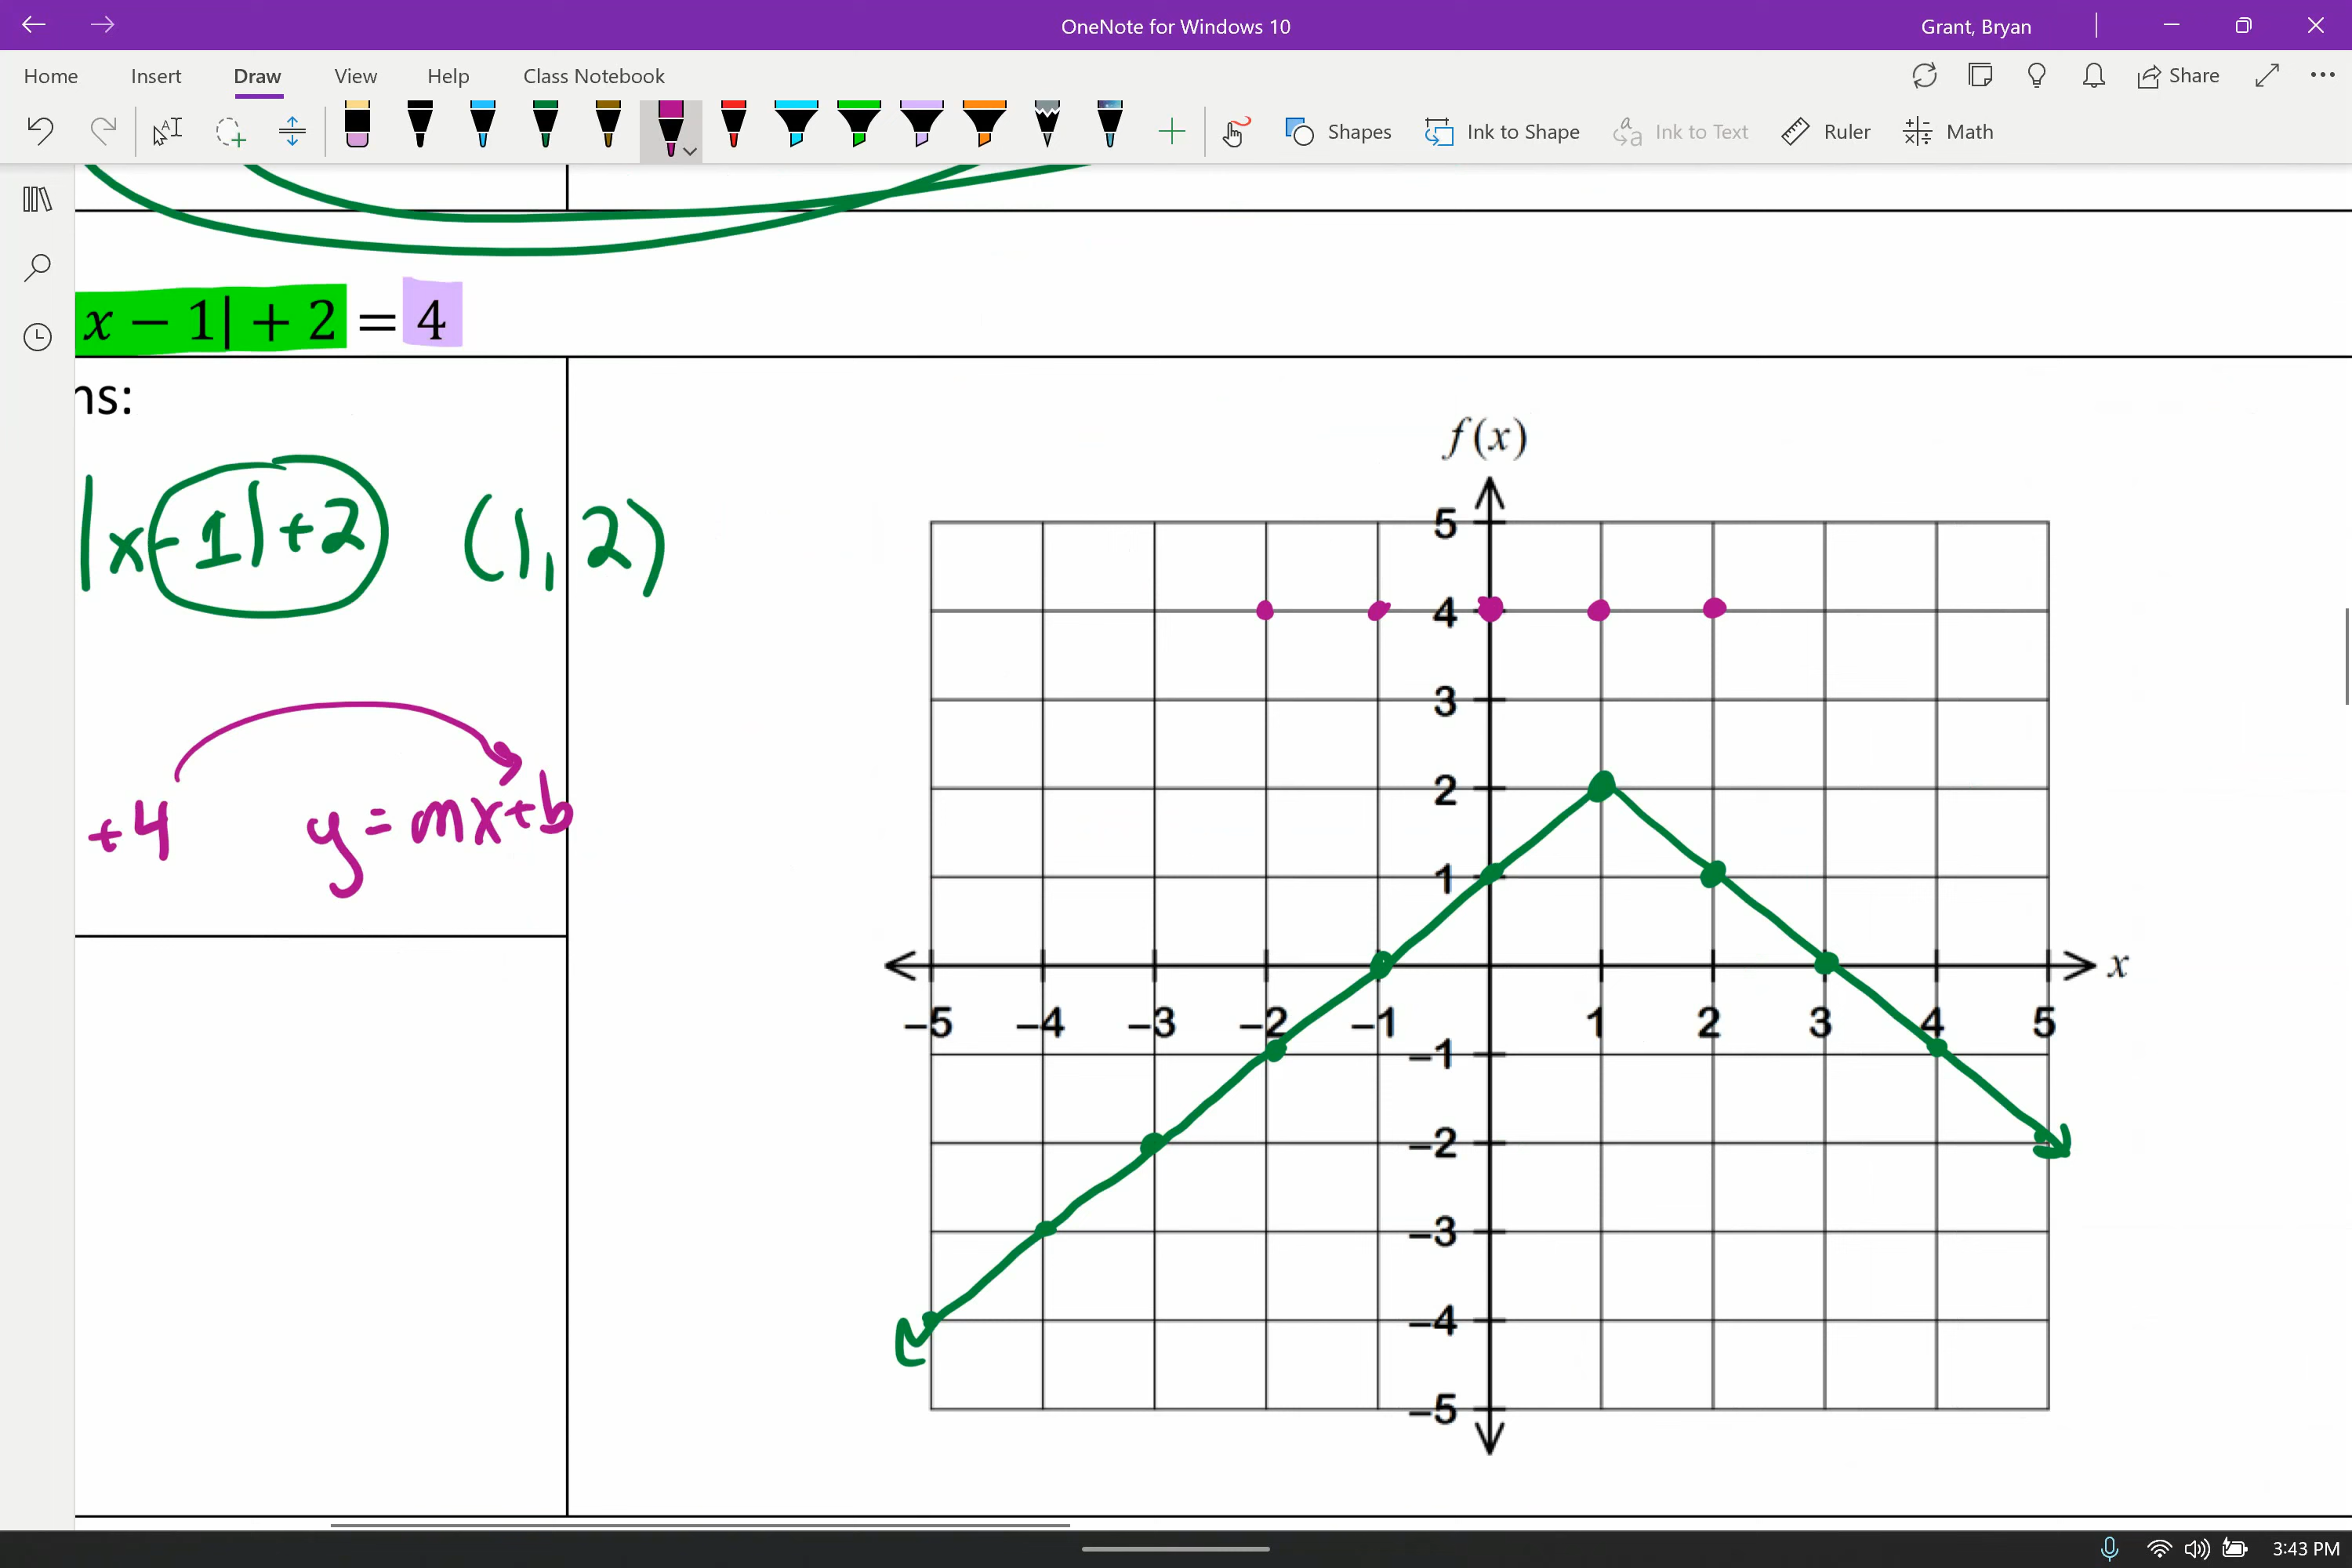 OneNote for Windows 10
Grant, Bryan
Home Insert Draw View Help Class Notebook
Share
Shapes Ink to Shape Ink to Text Ruler Math
x − 1| + 2 = 4
ns:
|x-1|+2 (1,2)
+4 y=mx+b
f(x)
5
4
3
2
1
x
−5 −4 −3 −2 −1 1 2 3 4 5
−1
−2
−3
−4
−5
3:43 PM